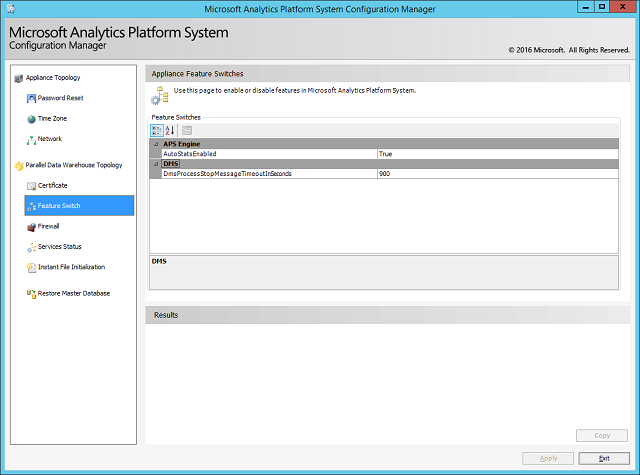 Microsoft Analytics Platform System Configuration Manager
Microsoft Analytics Platform System
Configuration Manager
© 2016 Microsoft. All Rights Reserved.
Appliance Topology
Password Reset
Time Zone
Network
Parallel Data Warehouse Topology
Certificate
Feature Switch
Firewall
Services Status
Instant File Initialization
Restore Master Database
Appliance Feature Switches
Use this page to enable or disable features in Microsoft Analytics Platform System.
Feature Switches
APS Engine
AutoStatsEnabled True
DMS
DmsProcessStopMessageTimeoutInSeconds 900
DMS
Results
Copy
Apply Exit